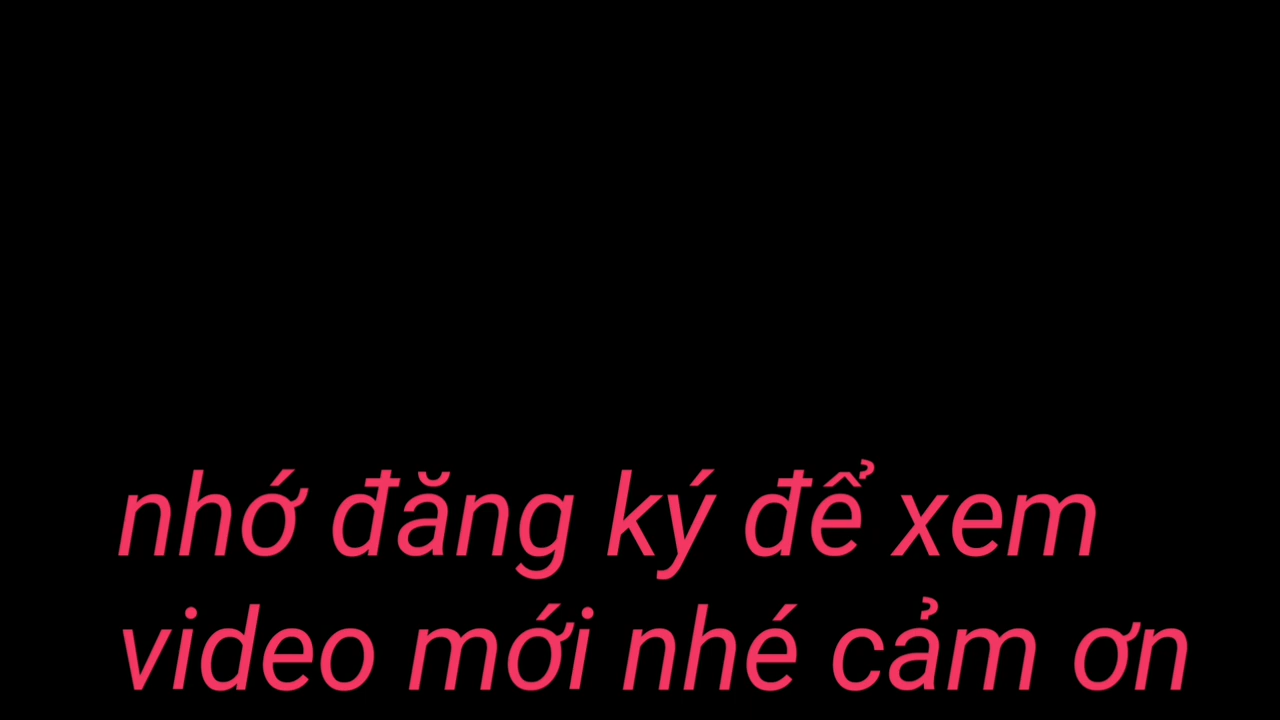 nhớ đăng ký để xem
video mới nhé cảm ơn